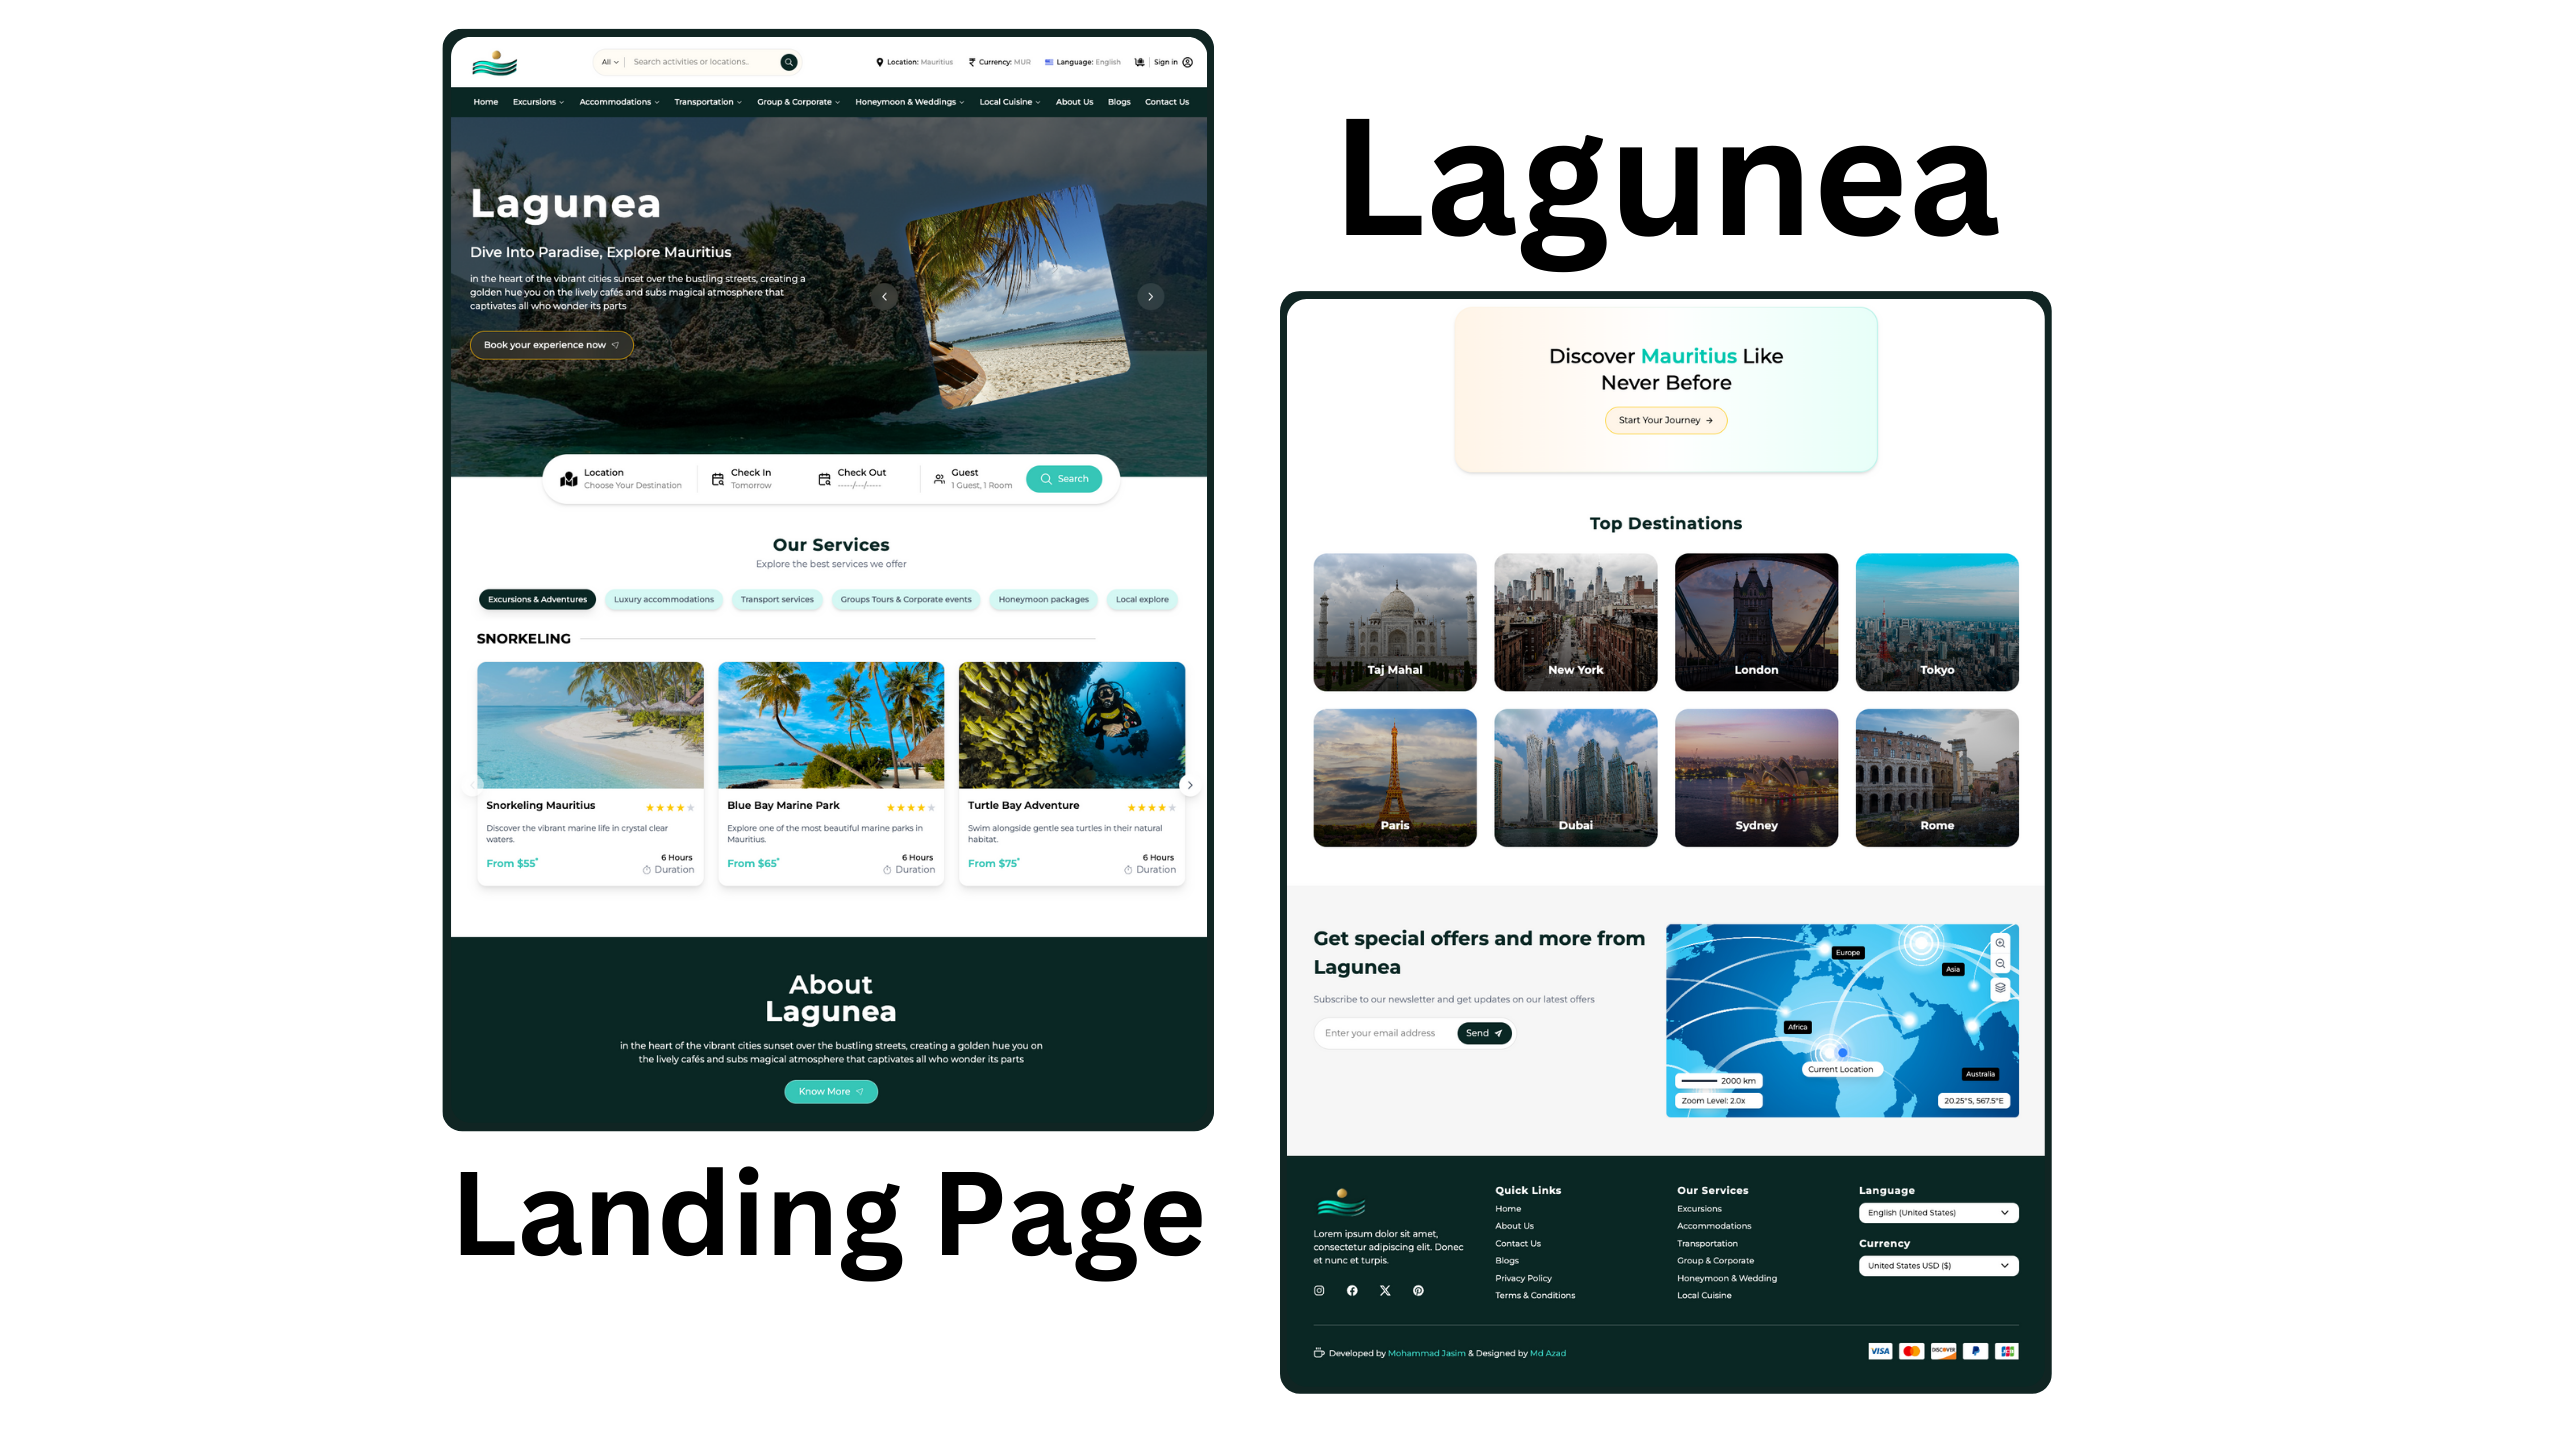 All
Search activities or locations..
Location: Mauritius
Currency: MUR
Language: English
Sign in
Home
Excursions
Accommodations
Transportation
Group & Corporate
Honeymoon & Weddings
Local Cuisine
About Us
Blogs
Contact Us
Lagunea
Dive Into Paradise, Explore Mauritius
in the heart of the vibrant cities sunset over the bustling streets, creating a
golden hue you on the lively cafés and subs magical atmosphere that
captivates all who wonder its parts
Book your experience now
Location
Choose Your Destination
Check In
Tomorrow
Check Out
-----/---/-----
Guest
1 Guest, 1 Room
Search
Our Services
Explore the best services we offer
Excursions & Adventures
Luxury accommodations
Transport services
Groups Tours & Corporate events
Honeymoon packages
Local explore
SNORKELING
Snorkeling Mauritius
Discover the vibrant marine life in crystal clear
waters.
From $55*
6 Hours
Duration
Blue Bay Marine Park
Explore one of the most beautiful marine parks in
Mauritius.
From $65*
6 Hours
Duration
Turtle Bay Adventure
Swim alongside gentle sea turtles in their natural
habitat.
From $75*
6 Hours
Duration
About
Lagunea
in the heart of the vibrant cities sunset over the bustling streets, creating a golden hue you on
the lively cafés and subs magical atmosphere that captivates all who wonder its parts
Know More
Landing Page
Lagunea
Discover Mauritius Like
Never Before
Start Your Journey
Top Destinations
Taj Mahal
New York
London
Tokyo
Paris
Dubai
Sydney
Rome
Get special offers and more from
Lagunea
Subscribe to our newsletter and get updates on our latest offers
Enter your email address
Send
Europe
Asia
Africa
Current Location
Australia
2000 km
Zoom Level: 2.0x
20.25°S, 567.5°E
Lorem ipsum dolor sit amet,
consectetur adipiscing elit. Donec
et nunc et turpis.
Quick Links
Home
About Us
Contact Us
Blogs
Privacy Policy
Terms & Conditions
Our Services
Excursions
Accommodations
Transportation
Group & Corporate
Honeymoon & Wedding
Local Cuisine
Language
English (United States)
Currency
United States USD ($)
Developed by Mohammad Jasim & Designed by Md Azad
VISA
DISCOVER
JCB